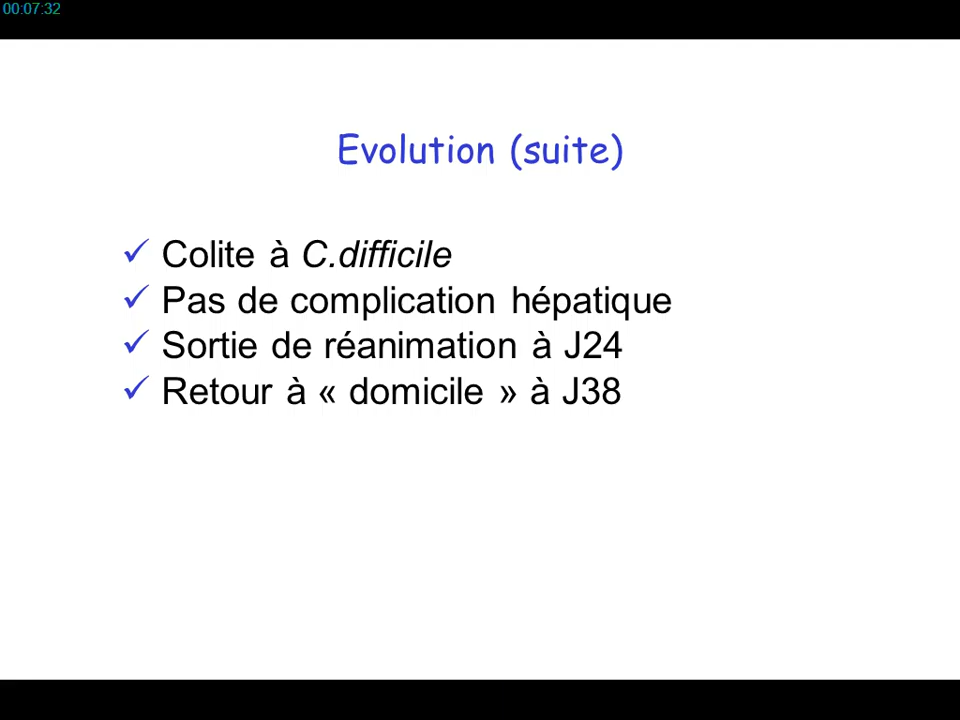 00:07:32
Evolution (suite)
✓ Colite à C.difficile
✓ Pas de complication hépatique
✓ Sortie de réanimation à J24
✓ Retour à « domicile » à J38